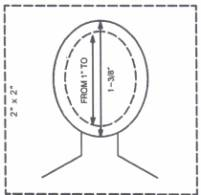 2" x 2"
FROM 1" TO
1-3/8"